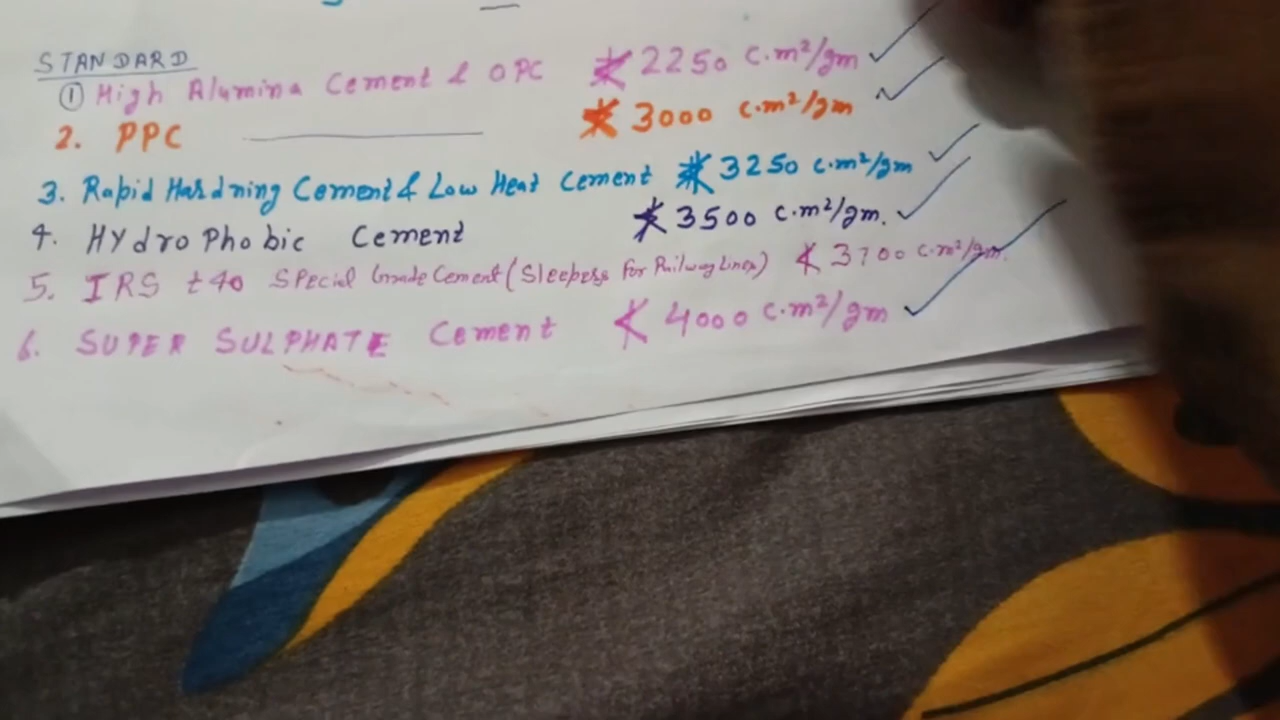 STANDARD
① High Alumina Cement & OPC ≮ 2250 c.m²/gm
2. PPC ≮ 3000 c.m²/gm
3. Rapid Hardning Cement & Low Heat Cement ≮ 3250 c.m²/gm
4. HYdroPhobic Cement ≮ 3500 c.m²/gm.
5. IRS t40 Special Grade Cement (Sleepers for Railway Lines) ≮ 3700 c.m²/gm.
6. SUPER SULPHATE Cement ≮ 4000 c.m²/gm